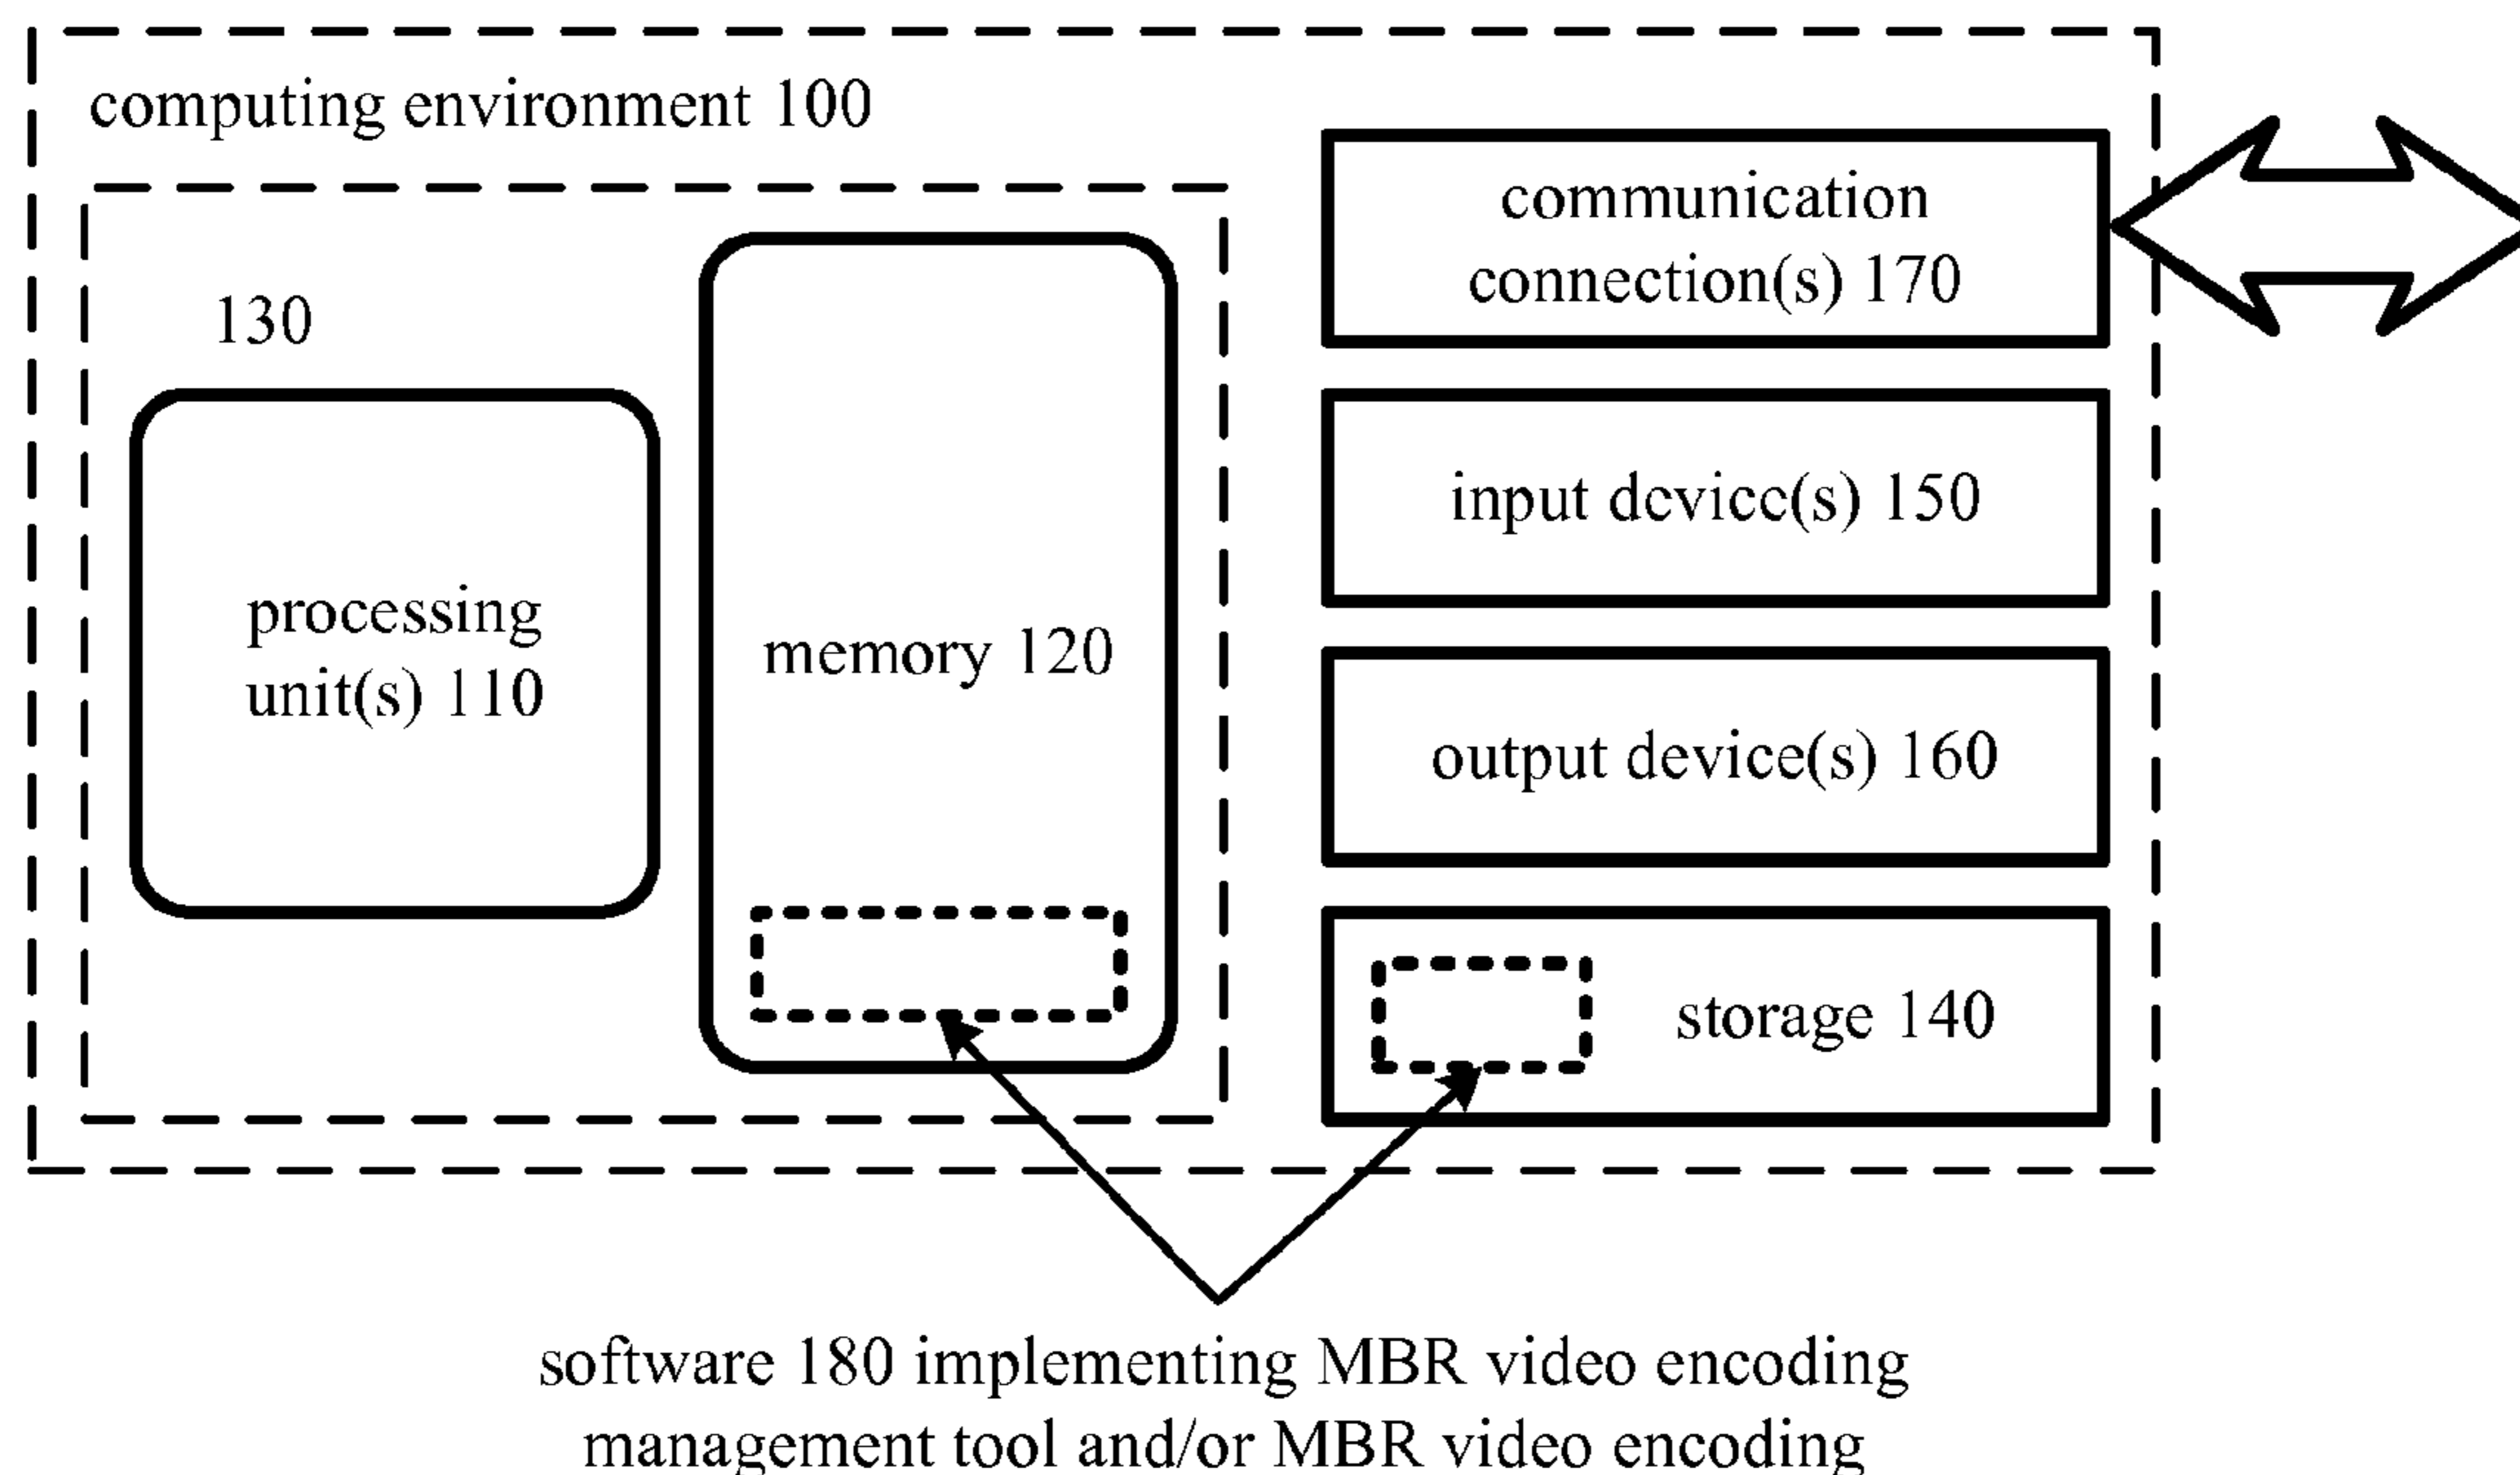 computing environment 100
130
processing
unit(s) 110
memory 120
communication
connection(s) 170
input device(s) 150
output device(s) 160
storage 140
software 180 implementing MBR video encoding
management tool and/or MBR video encoding